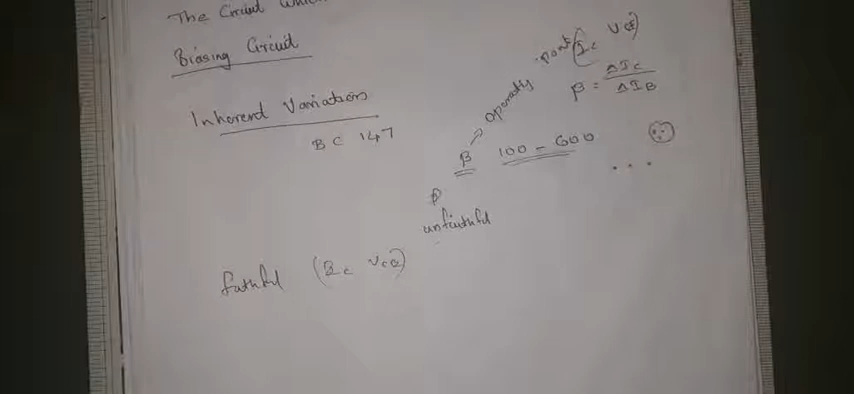 The Circuit which
Biasing Circuit
Inherent Variations
BC 147
β → operating point (Ic VCE)
β = ΔIC / ΔIB
100 - 600
. . .
β
unfaithful
faithful (Ic VCE)